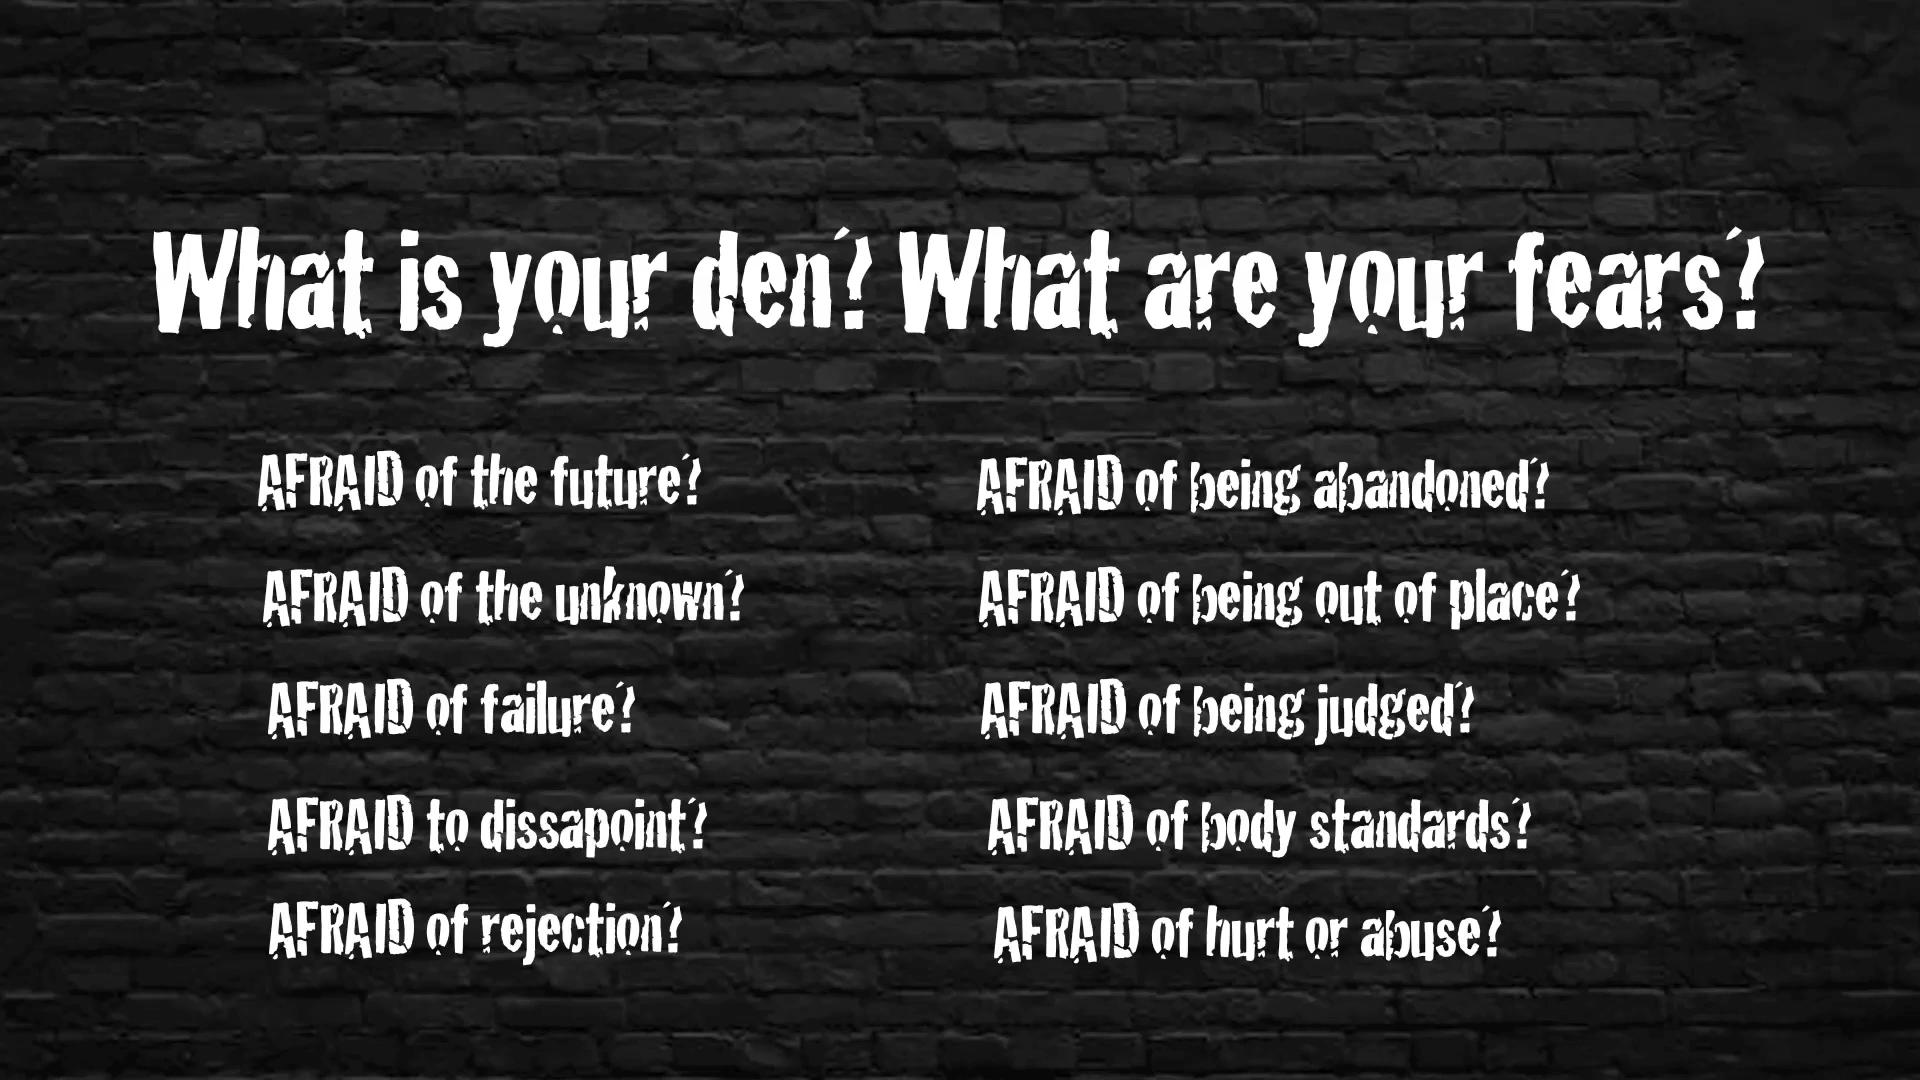 What is your den? What are your fears?
AFRAID of the future?
AFRAID of the unknown?
AFRAID of failure?
AFRAID to dissapoint?
AFRAID of rejection?
AFRAID of being abandoned?
AFRAID of being out of place?
AFRAID of being judged?
AFRAID of body standards?
AFRAID of hurt or abuse?